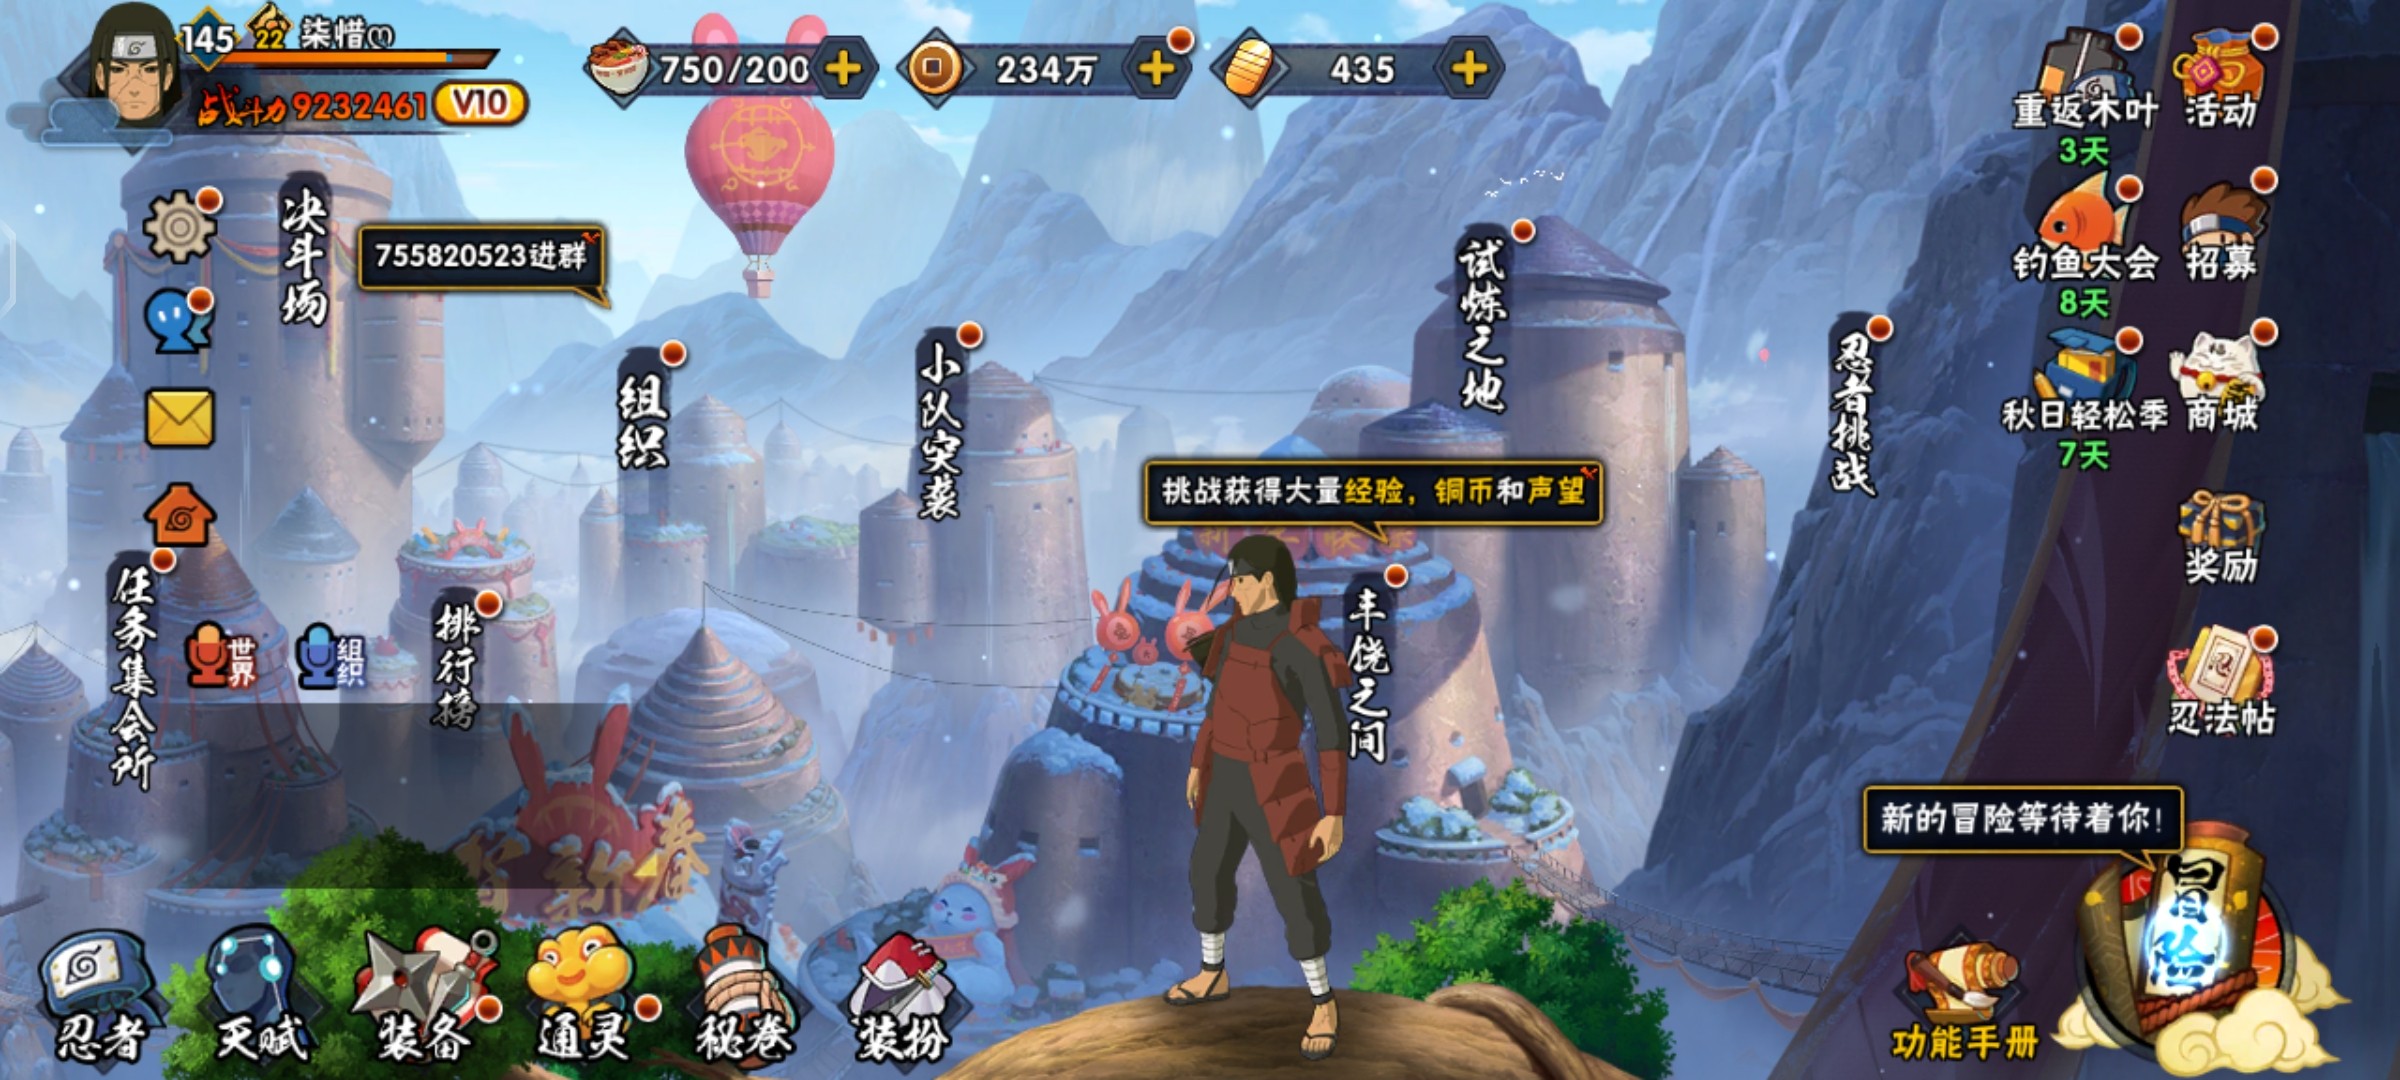 145 22 柒惜ო
战斗力9232461 V10
750/200
234万
435
重返木叶
3天
活动
钓鱼大会
8天
招募
秋日轻松季
7天
商城
奖励
忍法帖
决斗场
755820523进群
组织
小队突袭
试炼之地
忍者挑战
挑战获得大量经验，铜币和声望
丰饶之间
任务集会所
世界
组织
排行榜
贺新春
新的冒险等待着你!
冒险
功能手册
忍者
天赋
装备
通灵
秘卷
装扮